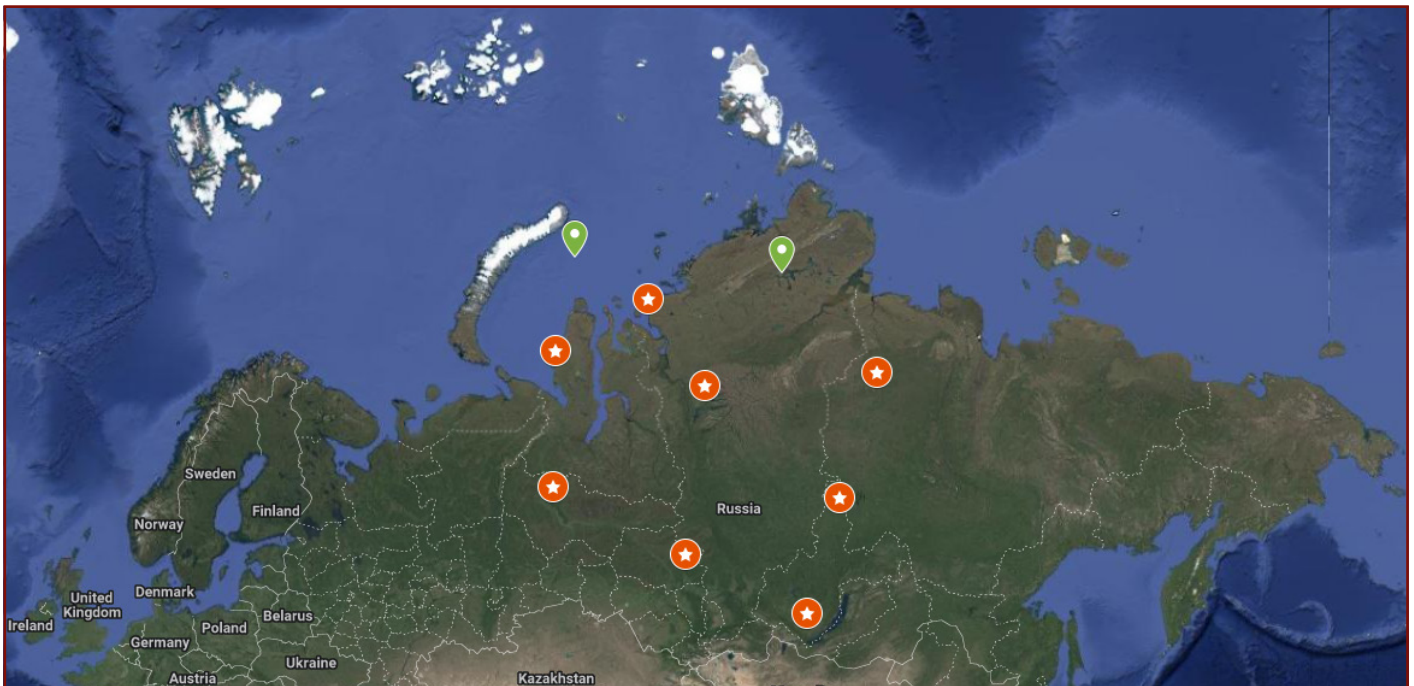 Sweden
Finland
Norway
Russia
United
Kingdom
Denmark
Ireland
Belarus
Poland
Germany
Ukraine
Austria
Kazakhstan